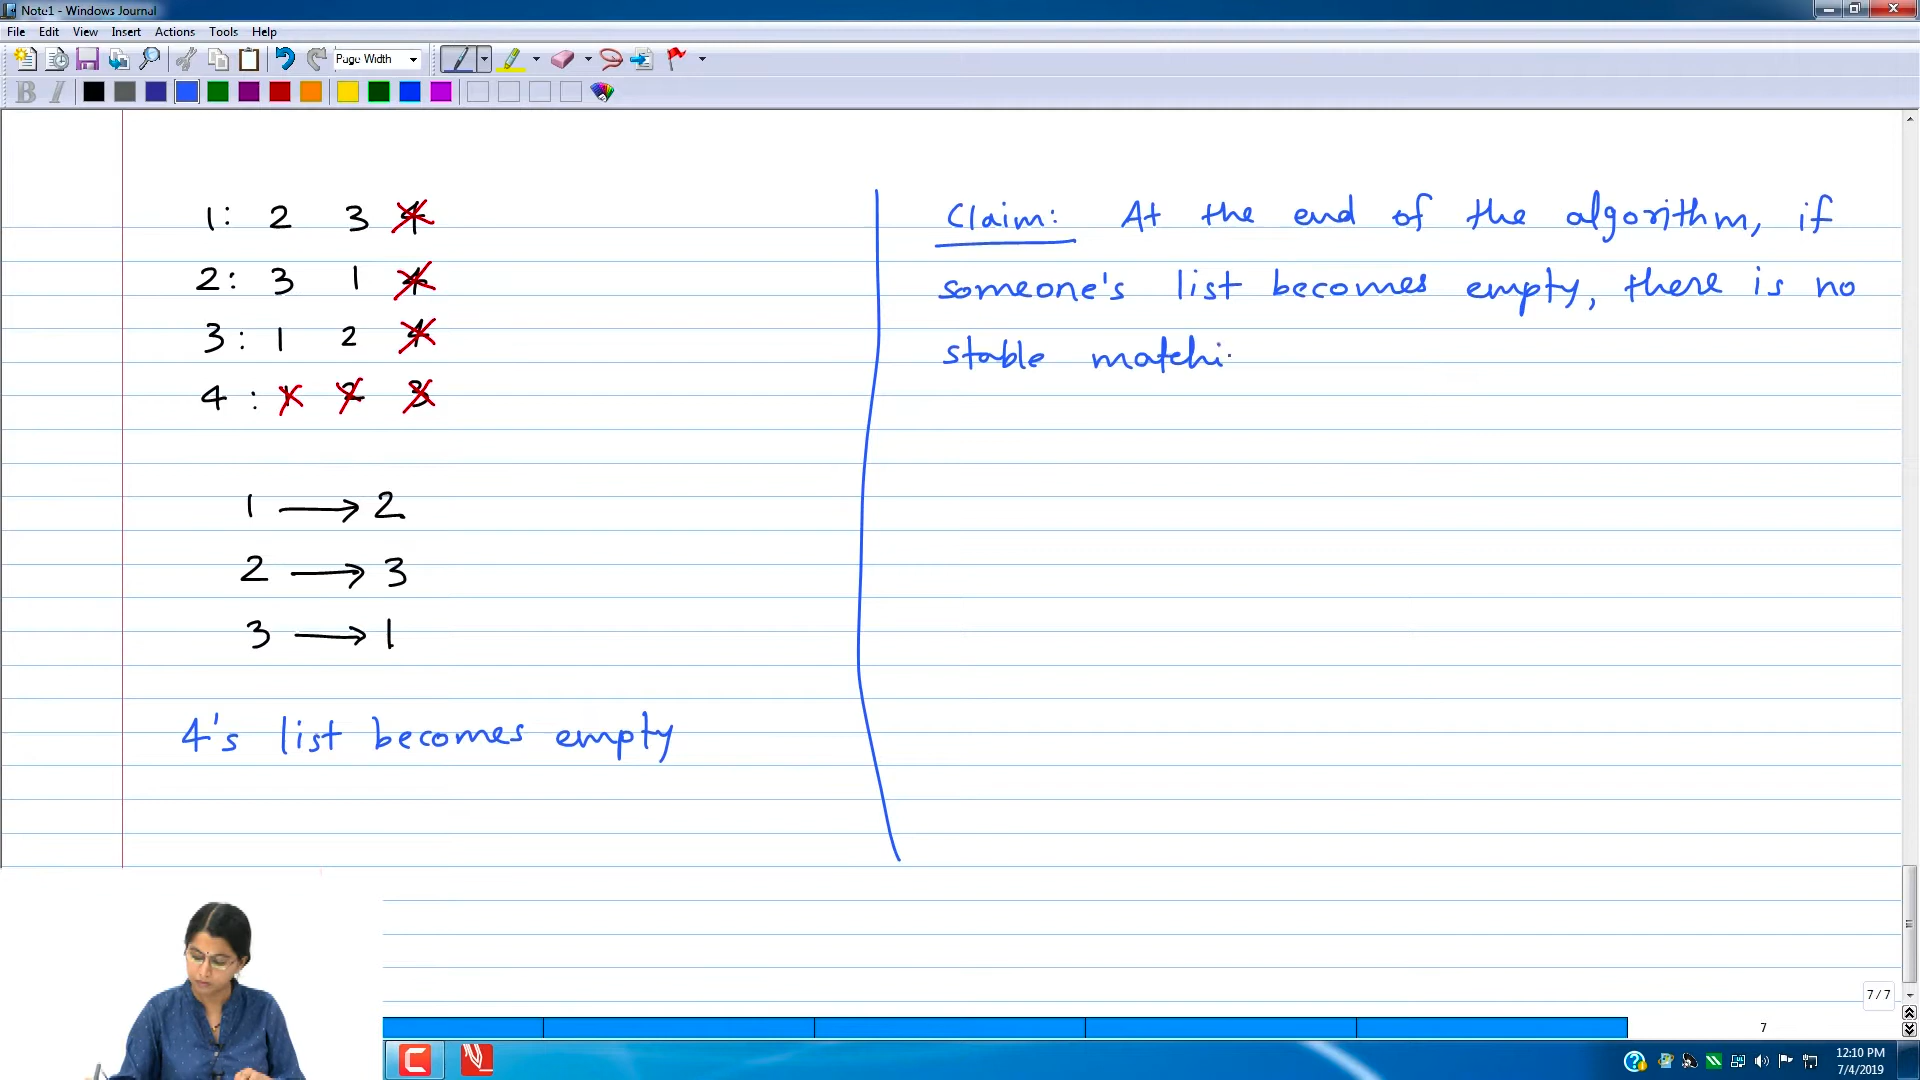 Note1 - Windows Journal
File Edit View Insert Actions Tools Help
Page Width
B I
1: 2 3 4
2: 3 1 4
3: 1 2 4
4: 1 2 3
1 → 2
2 → 3
3 → 1
4's list becomes empty
Claim: At the end of the algorithm, if
someone's list becomes empty, there is no
stable matchi
7/7
7
12:10 PM
7/4/2019